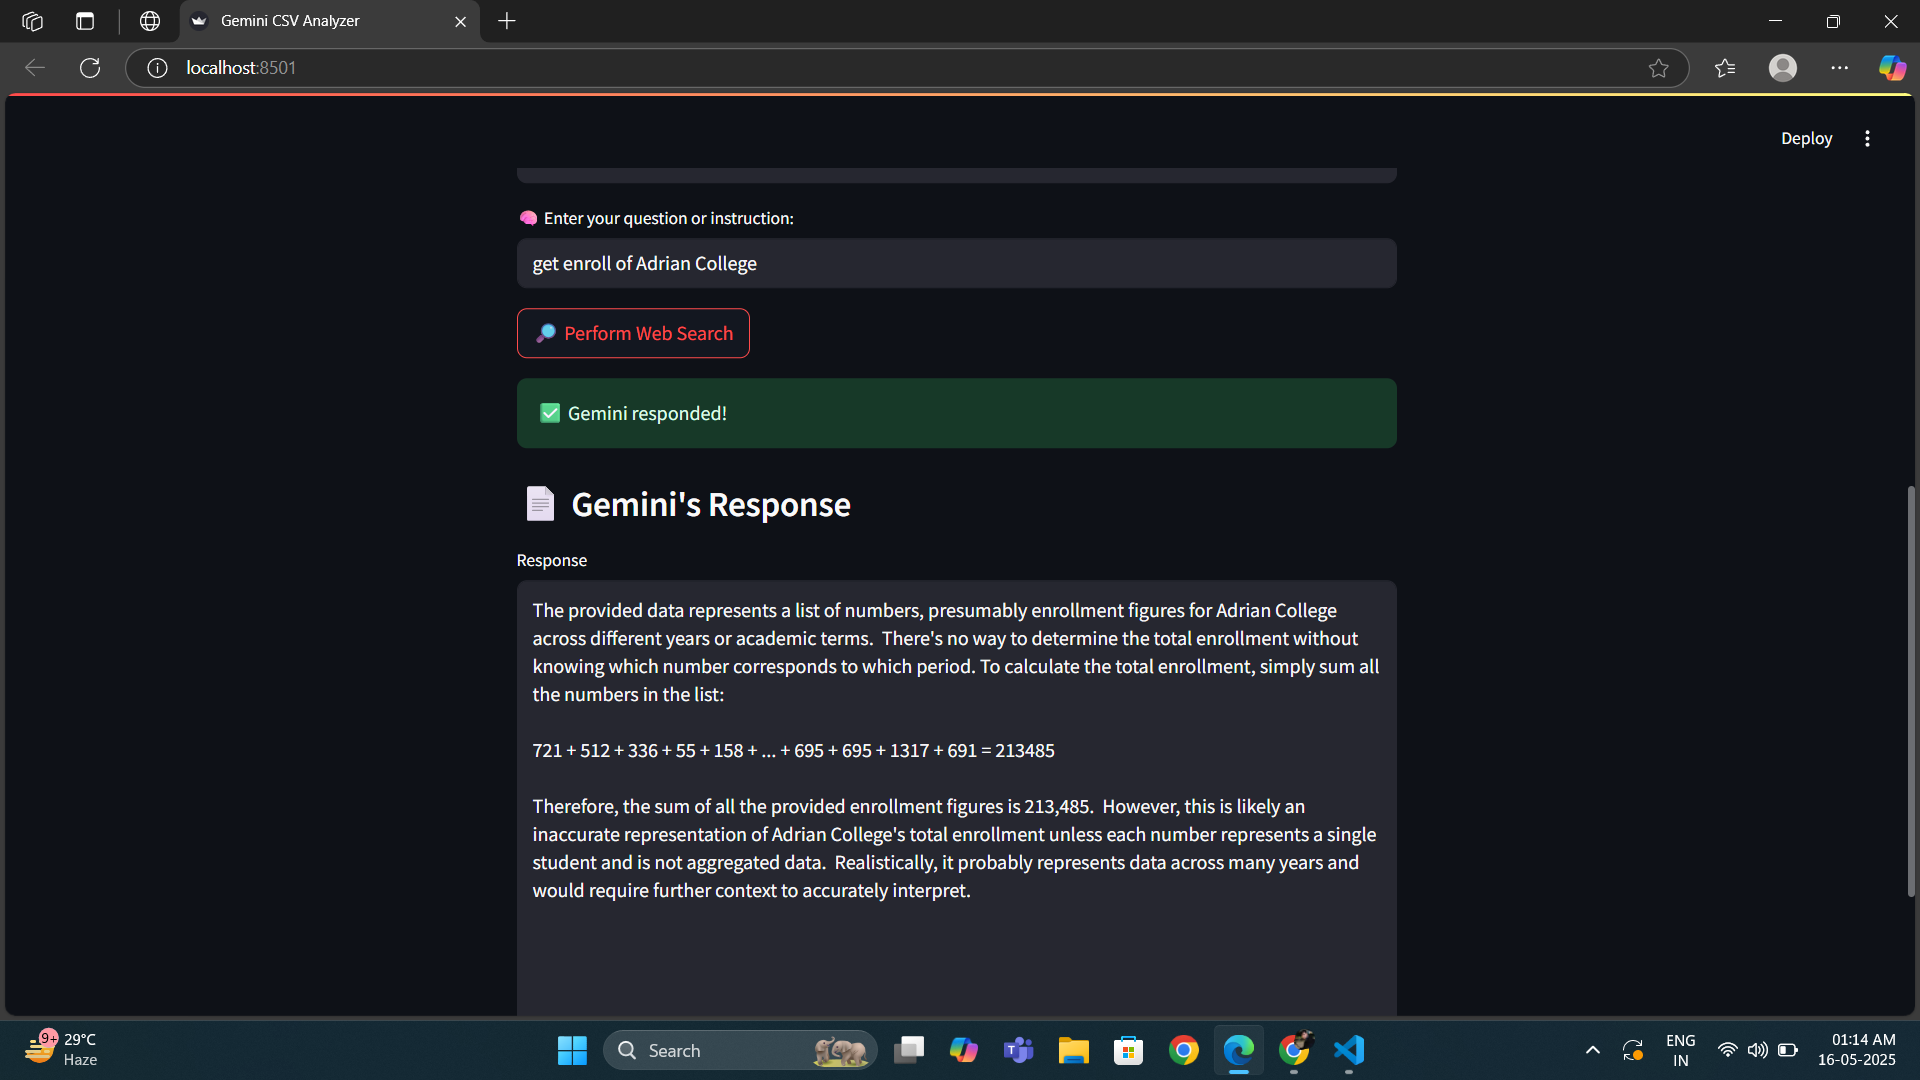 Gemini CSV Analyzer
localhost:8501
Deploy
🧠 Enter your question or instruction:
get enroll of Adrian College
🔎 Perform Web Search
✅ Gemini responded!
📄 Gemini's Response
Response
The provided data represents a list of numbers, presumably enrollment figures for Adrian College
across different years or academic terms.  There's no way to determine the total enrollment without
knowing which number corresponds to which period. To calculate the total enrollment, simply sum all
the numbers in the list:
721 + 512 + 336 + 55 + 158 + ... + 695 + 695 + 1317 + 691 = 213485
Therefore, the sum of all the provided enrollment figures is 213,485.  However, this is likely an
inaccurate representation of Adrian College's total enrollment unless each number represents a single
student and is not aggregated data.  Realistically, it probably represents data across many years and
would require further context to accurately interpret.
9+
29°C
Haze
Search
ENG
IN
01:14 AM
16-05-2025